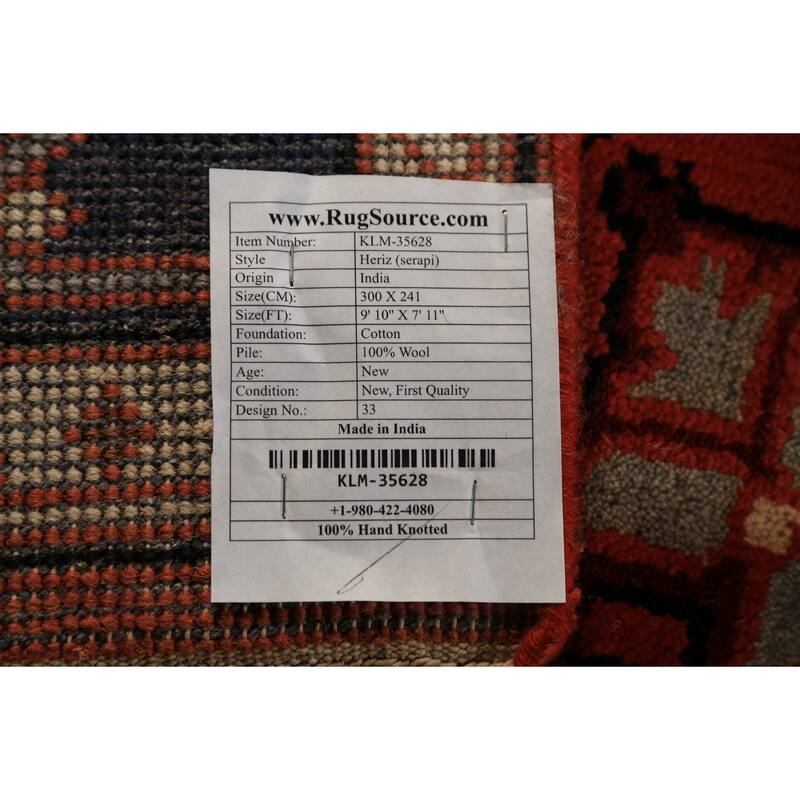 www.RugSource.com
Item Number: KLM-35628
Style Heriz (serapi)
Origin India
Size(CM): 300 X 241
Size(FT): 9' 10" X 7' 11"
Foundation: Cotton
Pile: 100% Wool
Age: New
Condition: New, First Quality
Design No.: 33
Made in India
KLM-35628
+1-980-422-4080
100% Hand Knotted